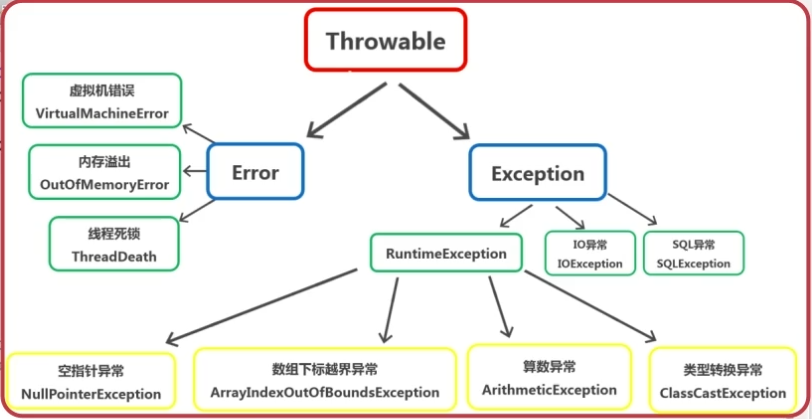 Throwable
虚拟机错误
VirtualMachineError
内存溢出
OutOfMemoryError
线程死锁
ThreadDeath
Error
Exception
RuntimeException
IO异常
IOException
SQL异常
SQLException
空指针异常
NullPointerException
数组下标越界异常
ArrayIndexOutOfBoundsException
算数异常
ArithmeticException
类型转换异常
ClassCastException